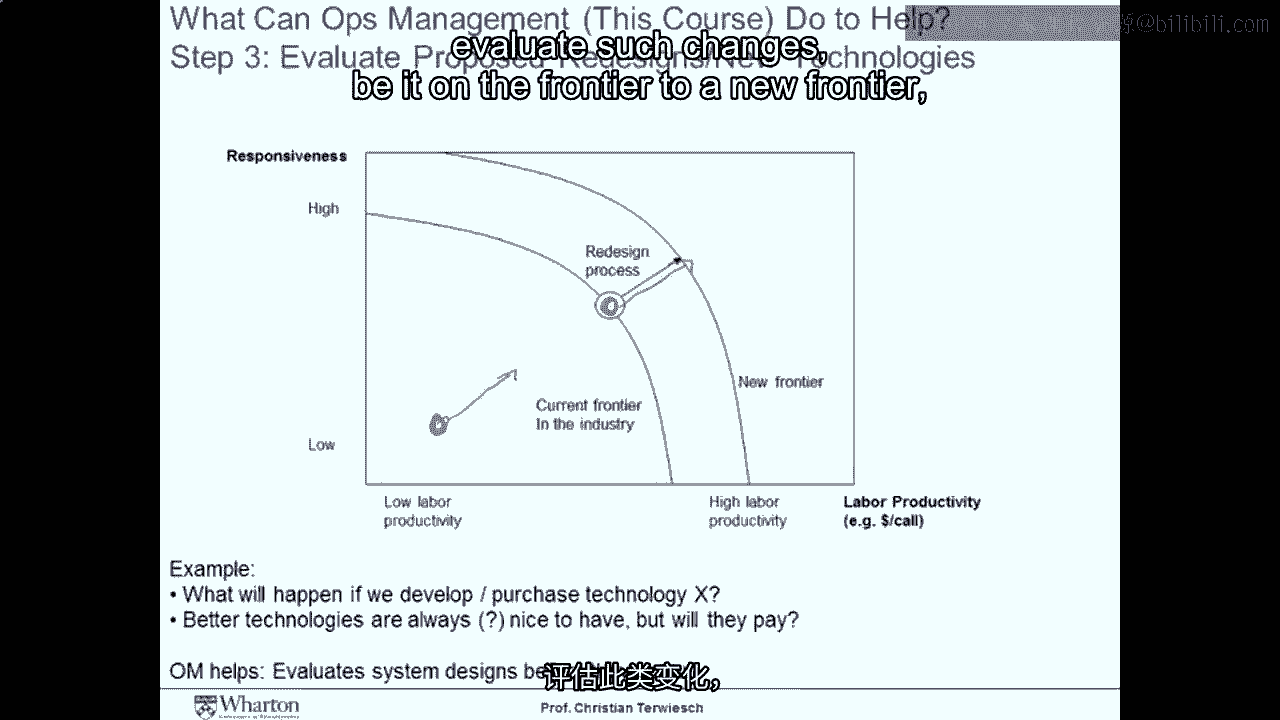 What Can Ops Management (This Course) Do to Help?
@bilibili.com
Step 3: Evaluate Proposed Redesigns/New Technologies
evaluate such changes,
be it on the frontier to a new frontier,
Responsiveness
High
Redesign
process
New frontier
Current frontier
In the industry
Low
Low labor
productivity
High labor
productivity
Labor Productivity
(e.g. $/call)
Example:
• What will happen if we develop / purchase technology X?
• Better technologies are always (?) nice to have, but will they pay?
OM helps: Evaluates system designs
评估此类变化,
Wharton
Prof. Christian Terwiesch